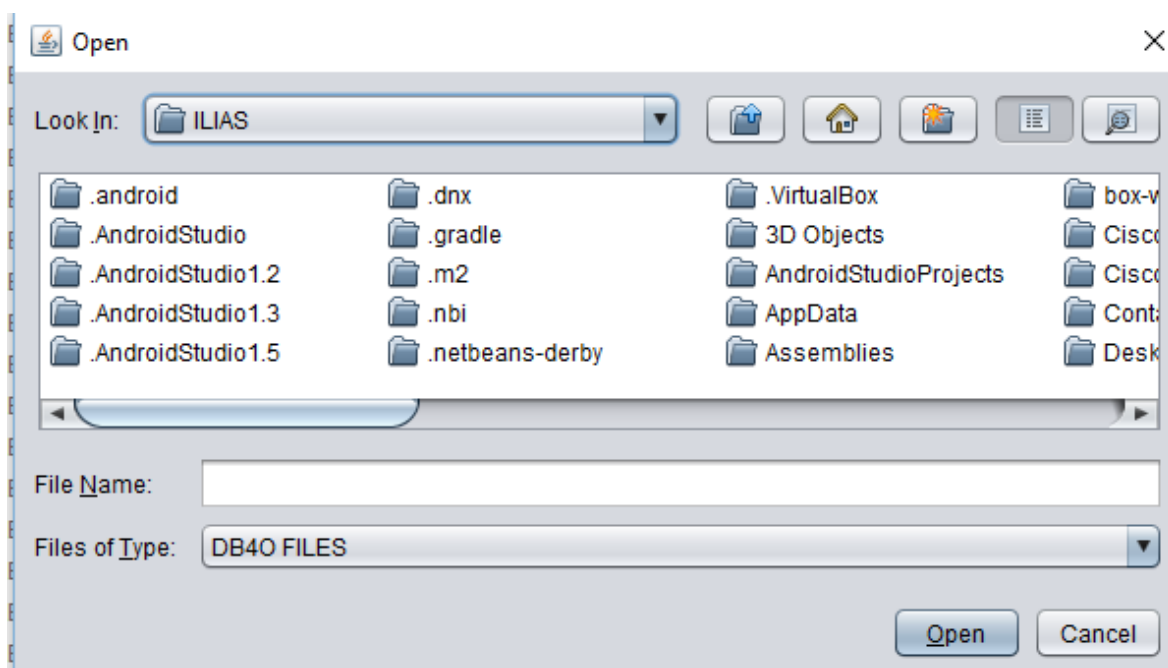 Open
Look In: ILIAS
.android .dnx .VirtualBox
.AndroidStudio .gradle 3D Objects
.AndroidStudio1.2 .m2 AndroidStudioProjects
.AndroidStudio1.3 .nbi AppData
.AndroidStudio1.5 .netbeans-derby Assemblies
File Name:
Files of Type: DB4O FILES
Open Cancel